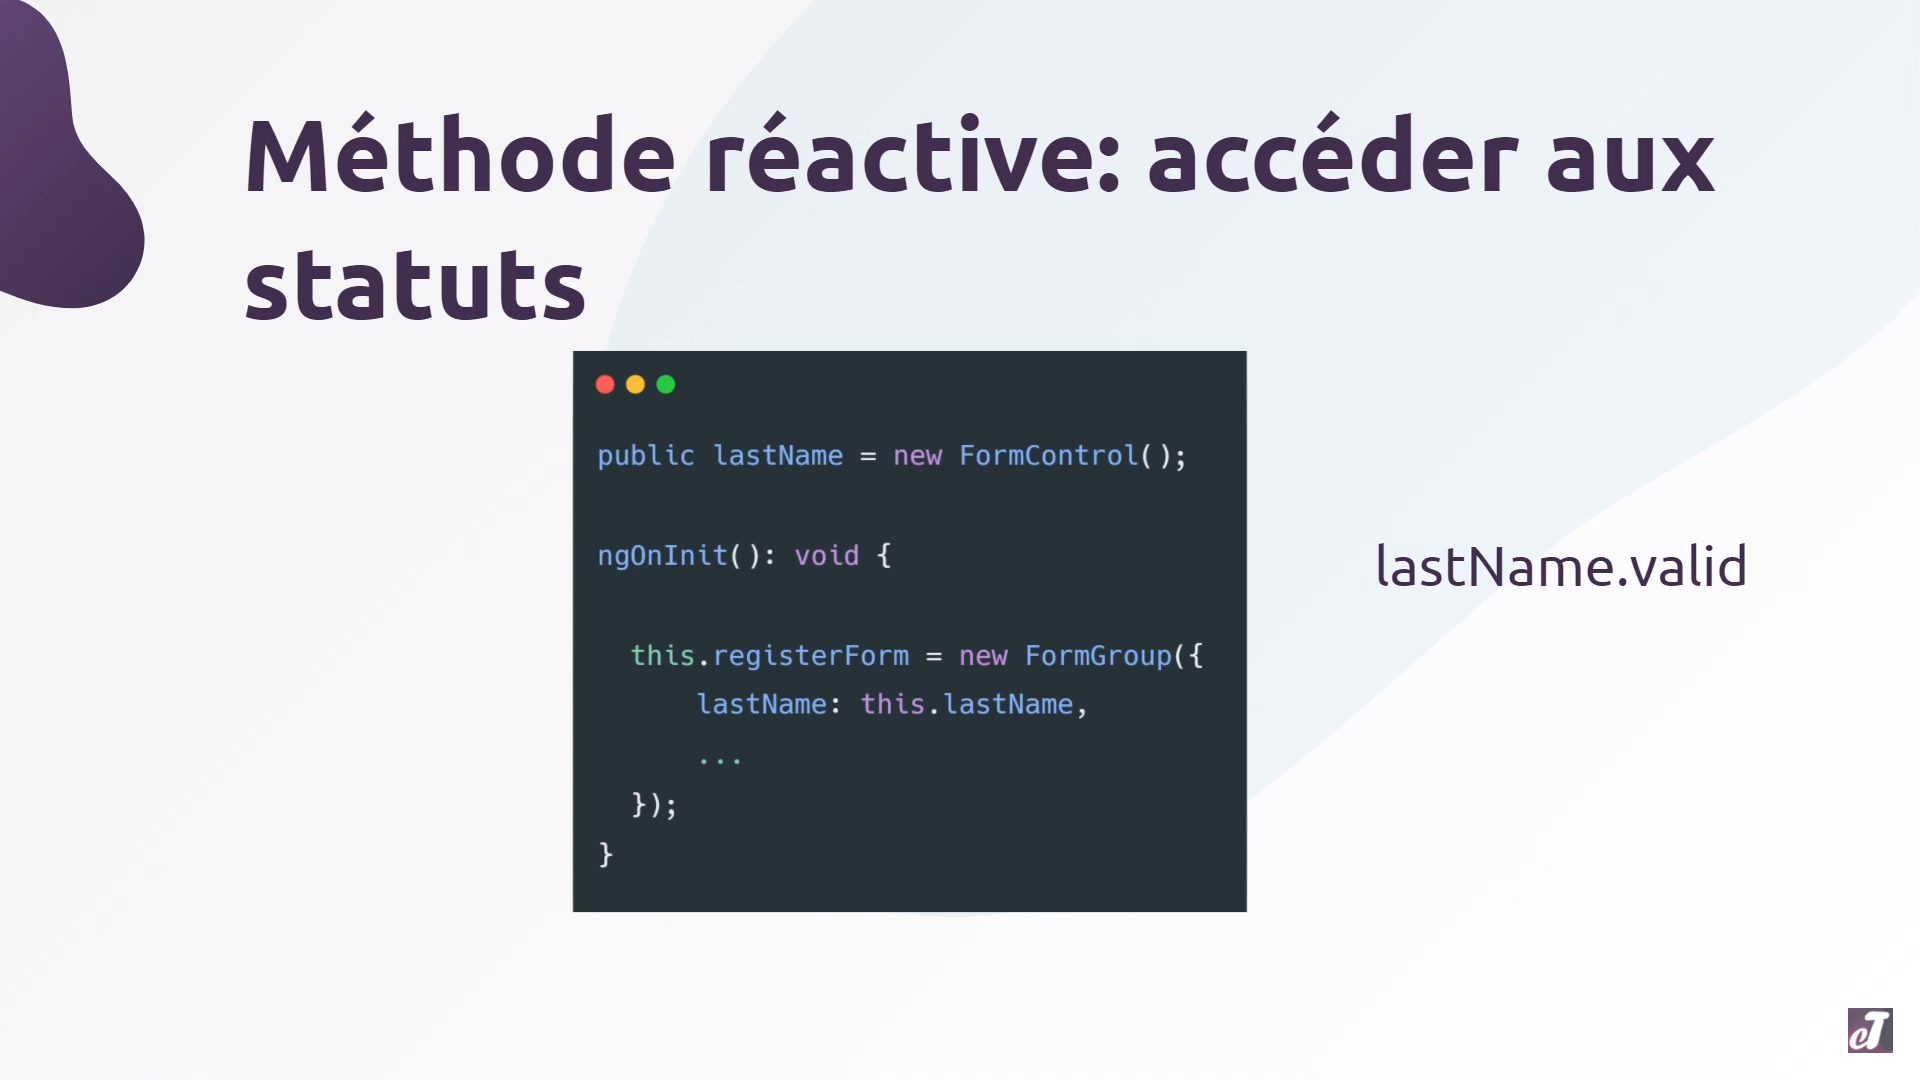 Méthode réactive: accéder aux
statuts
public lastName = new FormControl();
ngOnInit(): void {
this.registerForm = new FormGroup({
lastName: this.lastName,
...
});
}
lastName.valid
eJ